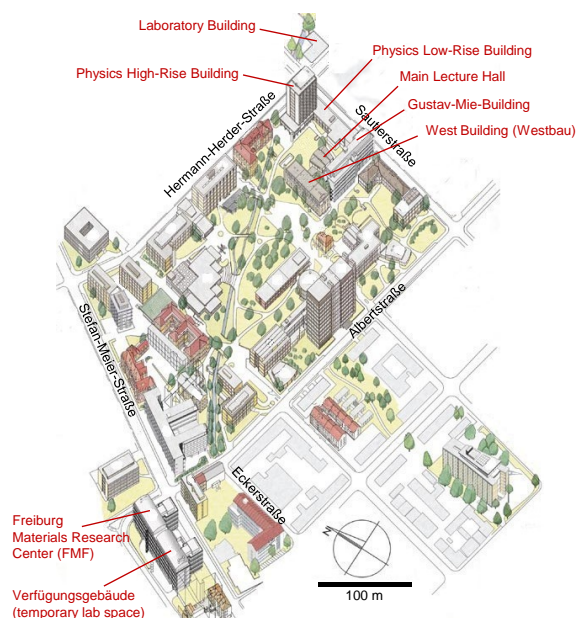 Laboratory Building
Physics Low-Rise Building
Physics High-Rise Building
Main Lecture Hall
Gustav-Mie-Building
West Building (Westbau)
Hermann-Herder-Straße
Sautierstraße
Albertstraße
Stefan-Meier-Straße
Eckerstraße
Freiburg
Materials Research
Center (FMF)
Verfügungsgebäude
(temporary lab space)
N
100 m